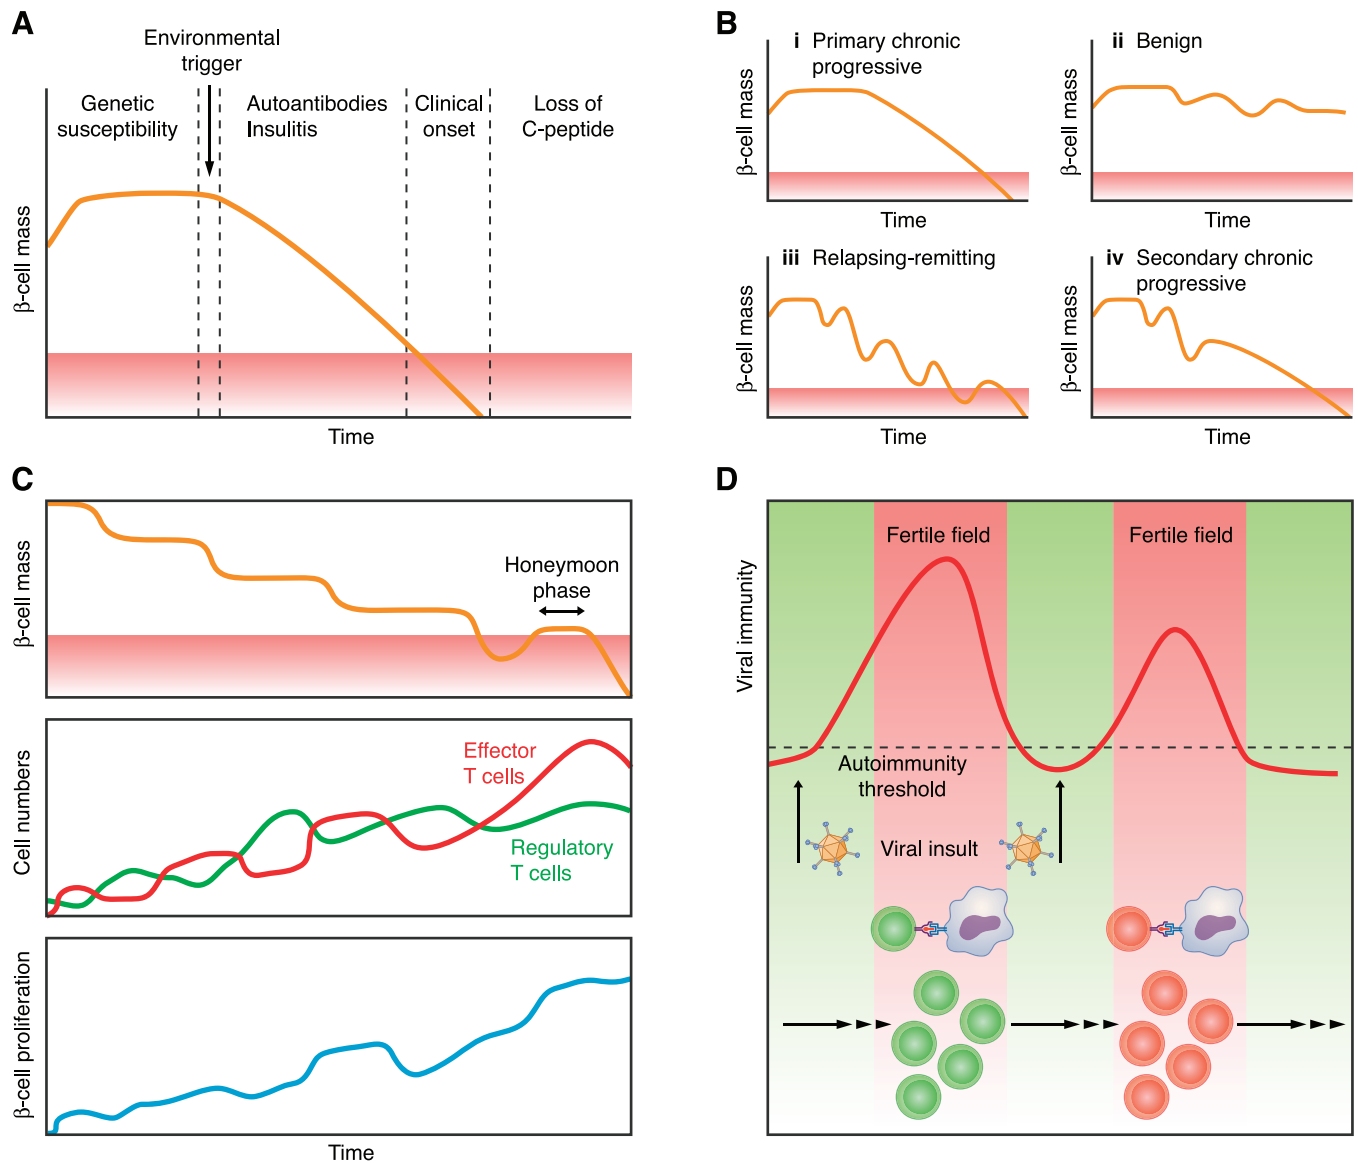 A
Environmental
trigger
Genetic
susceptibility
Autoantibodies
Insulitis
Clinical
onset
Loss of
C-peptide
β-cell mass
Time
B
i Primary chronic
progressive
β-cell mass
Time
ii Benign
β-cell mass
Time
iii Relapsing-remitting
β-cell mass
Time
iv Secondary chronic
progressive
β-cell mass
Time
C
β-cell mass
Honeymoon
phase
Cell numbers
Effector
T cells
Regulatory
T cells
β-cell proliferation
Time
D
Viral immunity
Fertile field
Fertile field
Autoimmunity
threshold
Viral insult